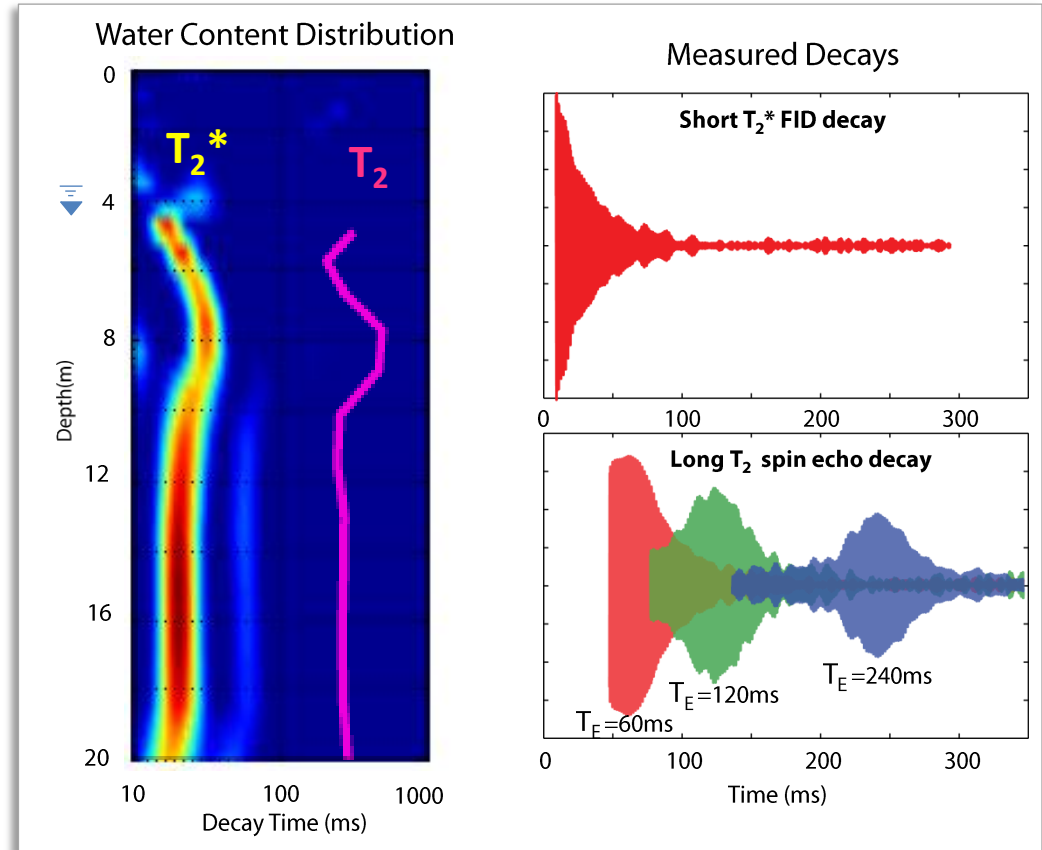 Water Content Distribution
0
4
8
12
16
20
Depth(m)
T2*
T2
10
100
1000
Decay Time (ms)
Measured Decays
Short T2* FID decay
0
100
200
300
Long T2 spin echo decay
TE=60ms
TE=120ms
TE=240ms
0
100
200
300
Time (ms)